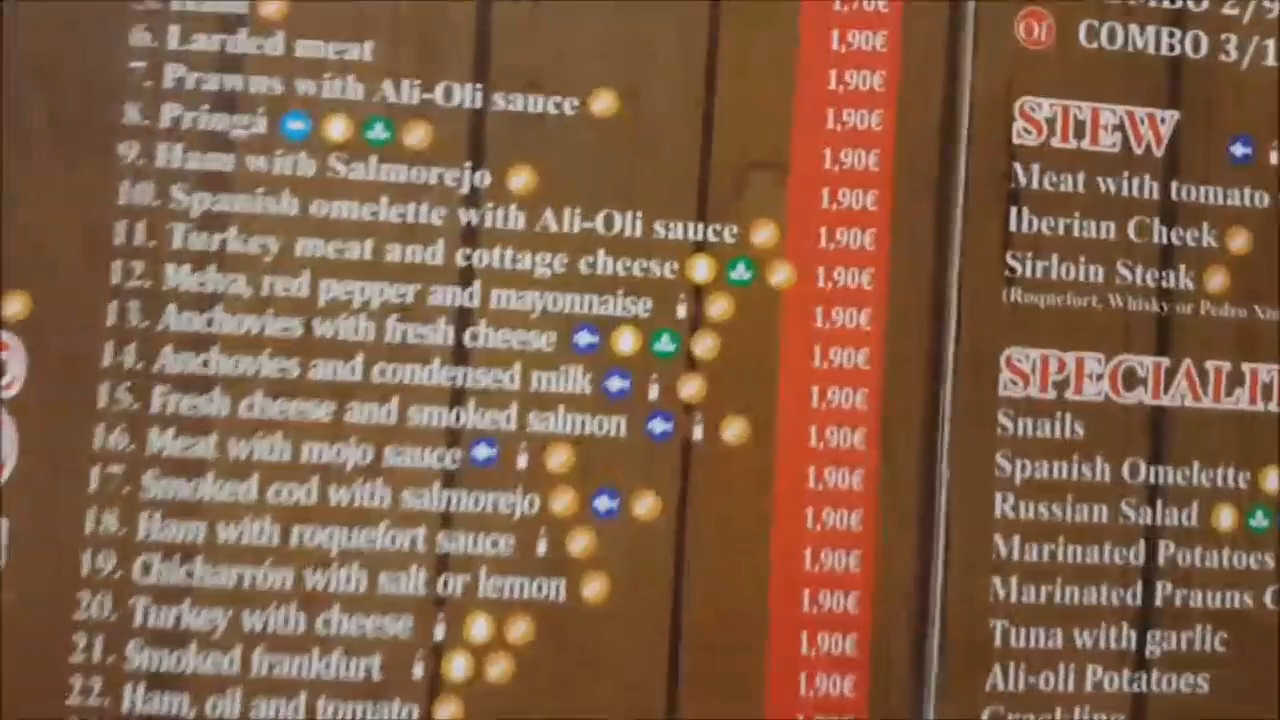 1,70€
6. Larded meat 1,90€
7. Prawns with Ali-Oli sauce 1,90€
8. Pringá 1,90€
9. Ham with Salmorejo 1,90€
10. Spanish omelette with Ali-Oli sauce 1,90€
11. Turkey meat and cottage cheese 1,90€
12. Melva, red pepper and mayonnaise 1,90€
13. Anchovies with fresh cheese 1,90€
14. Anchovies and condensed milk 1,90€
15. Fresh cheese and smoked salmon 1,90€
16. Meat with mojo sauce 1,90€
17. Smoked cod with salmorejo 1,90€
18. Ham with roquefort sauce 1,90€
19. Chicharrón with salt or lemon 1,90€
20. Turkey with cheese 1,90€
21. Smoked frankfurt 1,90€
22. Ham, oil and tomato 1,90€
COMBO 3/1
STEW
Meat with tomato
Iberian Cheek
Sirloin Steak
(Roquefort, Whisky or Pedro
SPECIALI
Snails
Spanish Omelette
Russian Salad
Marinated Potatoes
Marinated Prauns
Tuna with garlic
Ali-oli Potatoes